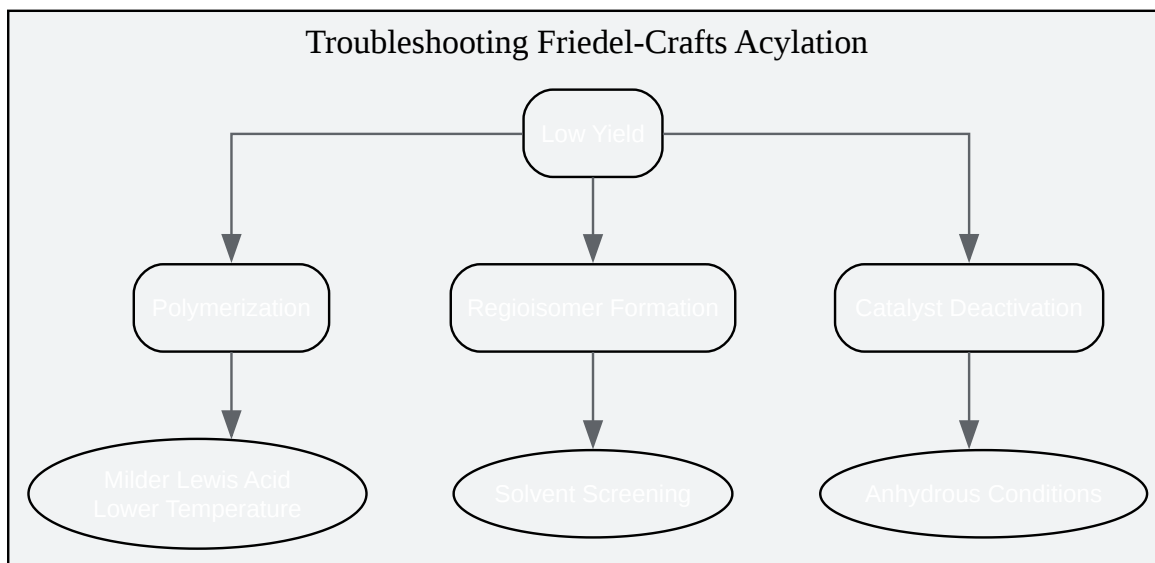 Troubleshooting Friedel-Crafts Acylation
Low Yield
Polymerization
Regioisomer Formation
Catalyst Deactivation
Milder Lewis Acid
Lower Temperature
Solvent Screening
Anhydrous Conditions